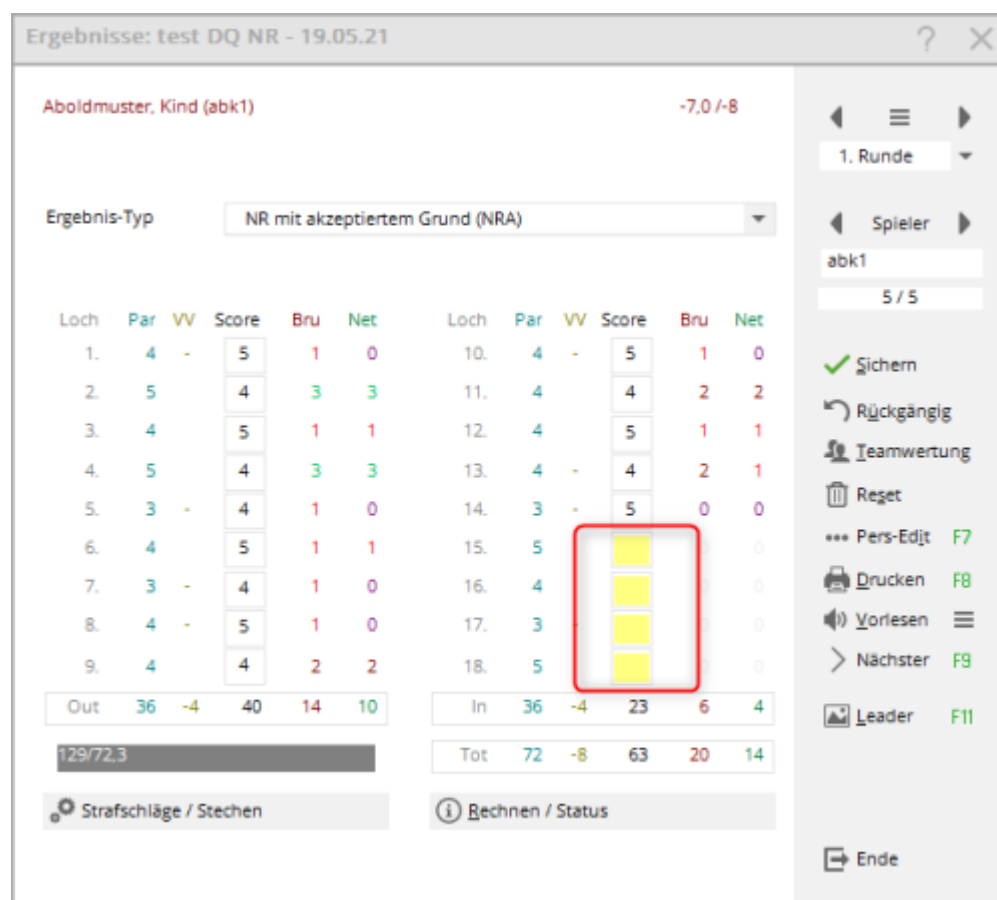 Ergebnisse: test DQ NR - 19.05.21 ?
Aboldmuster, Kind (abk1) -7,0 /-8
Ergebnis-Typ NR mit akzeptiertem Grund (NRA)
Loch Par VV Score Bru Net Loch Par VV Score Bru Net
1. 4 - 5 1 0 10. 4 - 5 1 0
2. 5 4 3 3 11. 4 4 2 2
3. 4 5 1 1 12. 4 5 1 1
4. 5 4 3 3 13. 4 - 4 2 1
5. 3 - 4 1 0 14. 3 - 5 0 0
6. 4 5 1 1 15. 5 0 0
7. 3 - 4 1 0 16. 4 0 0
8. 4 - 5 1 0 17. 3 - 0 0
9. 4 4 2 2 18. 5 0 0
Out 36 -4 40 14 10 In 36 -4 23 6 4
129/72,3 Tot 72 -8 63 20 14
Strafschläge / Stechen Rechnen / Status
1. Runde
Spieler
abk1
5 / 5
Sichern
Rückgängig
Teamwertung
Reset
Pers-Edit F7
Drucken F8
Vorlesen
Nächster F9
Leader F11
Ende